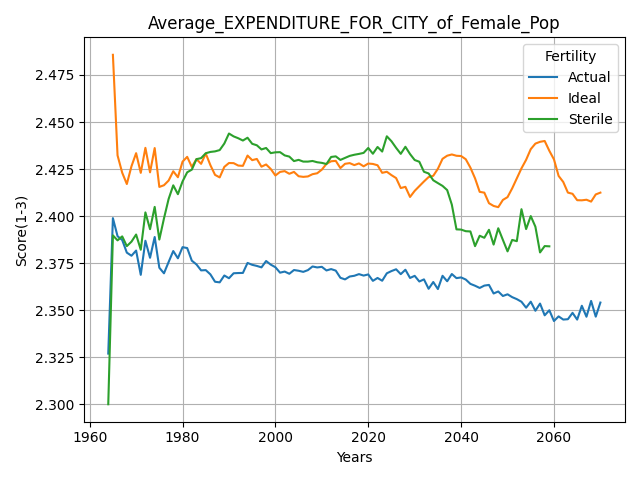 Average_EXPENDITURE_FOR_CITY_of_Female_Pop
Fertility
Actual
Ideal
Sterile
Score(1-3)
2.475
2.450
2.425
2.400
2.375
2.350
2.325
2.300
1960
1980
2000
2020
2040
2060
Years